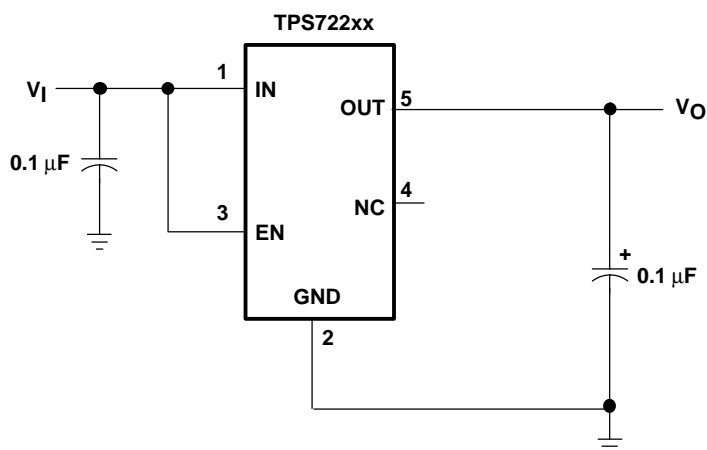 TPS722xx
VI
1
IN
OUT
5
VO
0.1 μF
4
NC
3
EN
+
0.1 μF
GND
2